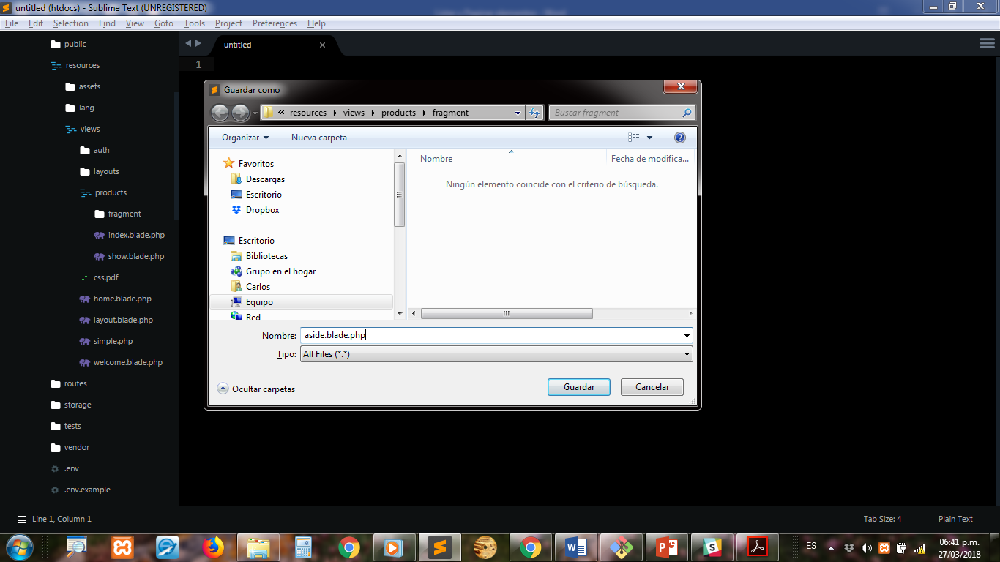 untitled (htdocs) - Sublime Text (UNREGISTERED)
File Edit Selection Find View Goto Tools Project Preferences Help
public
resources
assets
lang
views
auth
layouts
products
fragment
index.blade.php
show.blade.php
css.pdf
home.blade.php
layout.blade.php
simple.php
welcome.blade.php
routes
storage
tests
vendor
.env
.env.example
untitled
1
Guardar como
« resources views products fragment
Buscar fragment
Organizar Nueva carpeta
Favoritos
Descargas
Escritorio
Dropbox
Escritorio
Bibliotecas
Grupo en el hogar
Carlos
Equipo
Red
Nombre Fecha de modifica...
Ningún elemento coincide con el criterio de búsqueda.
Nombre: aside.blade.php
Tipo: All Files (*.*)
Ocultar carpetas
Guardar Cancelar
Line 1, Column 1 Tab Size: 4 Plain Text
ES
06:41 p.m.
27/03/2018